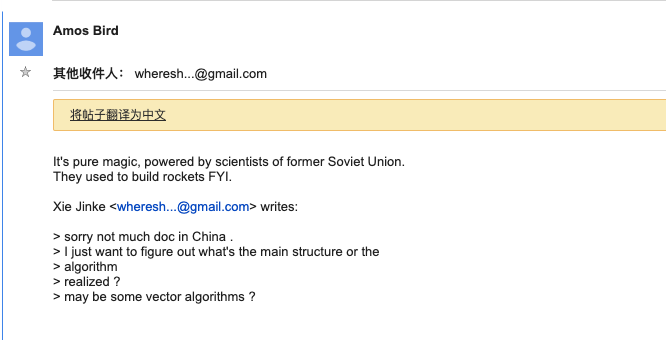 Amos Bird
其他收件人： wheresh...@gmail.com
将帖子翻译为中文
It's pure magic, powered by scientists of former Soviet Union.
They used to build rockets FYI.
Xie Jinke <wheresh...@gmail.com> writes:
> sorry not much doc in China .
> I just want to figure out what's the main structure or the
> algorithm
> realized ?
> may be some vector algorithms ?